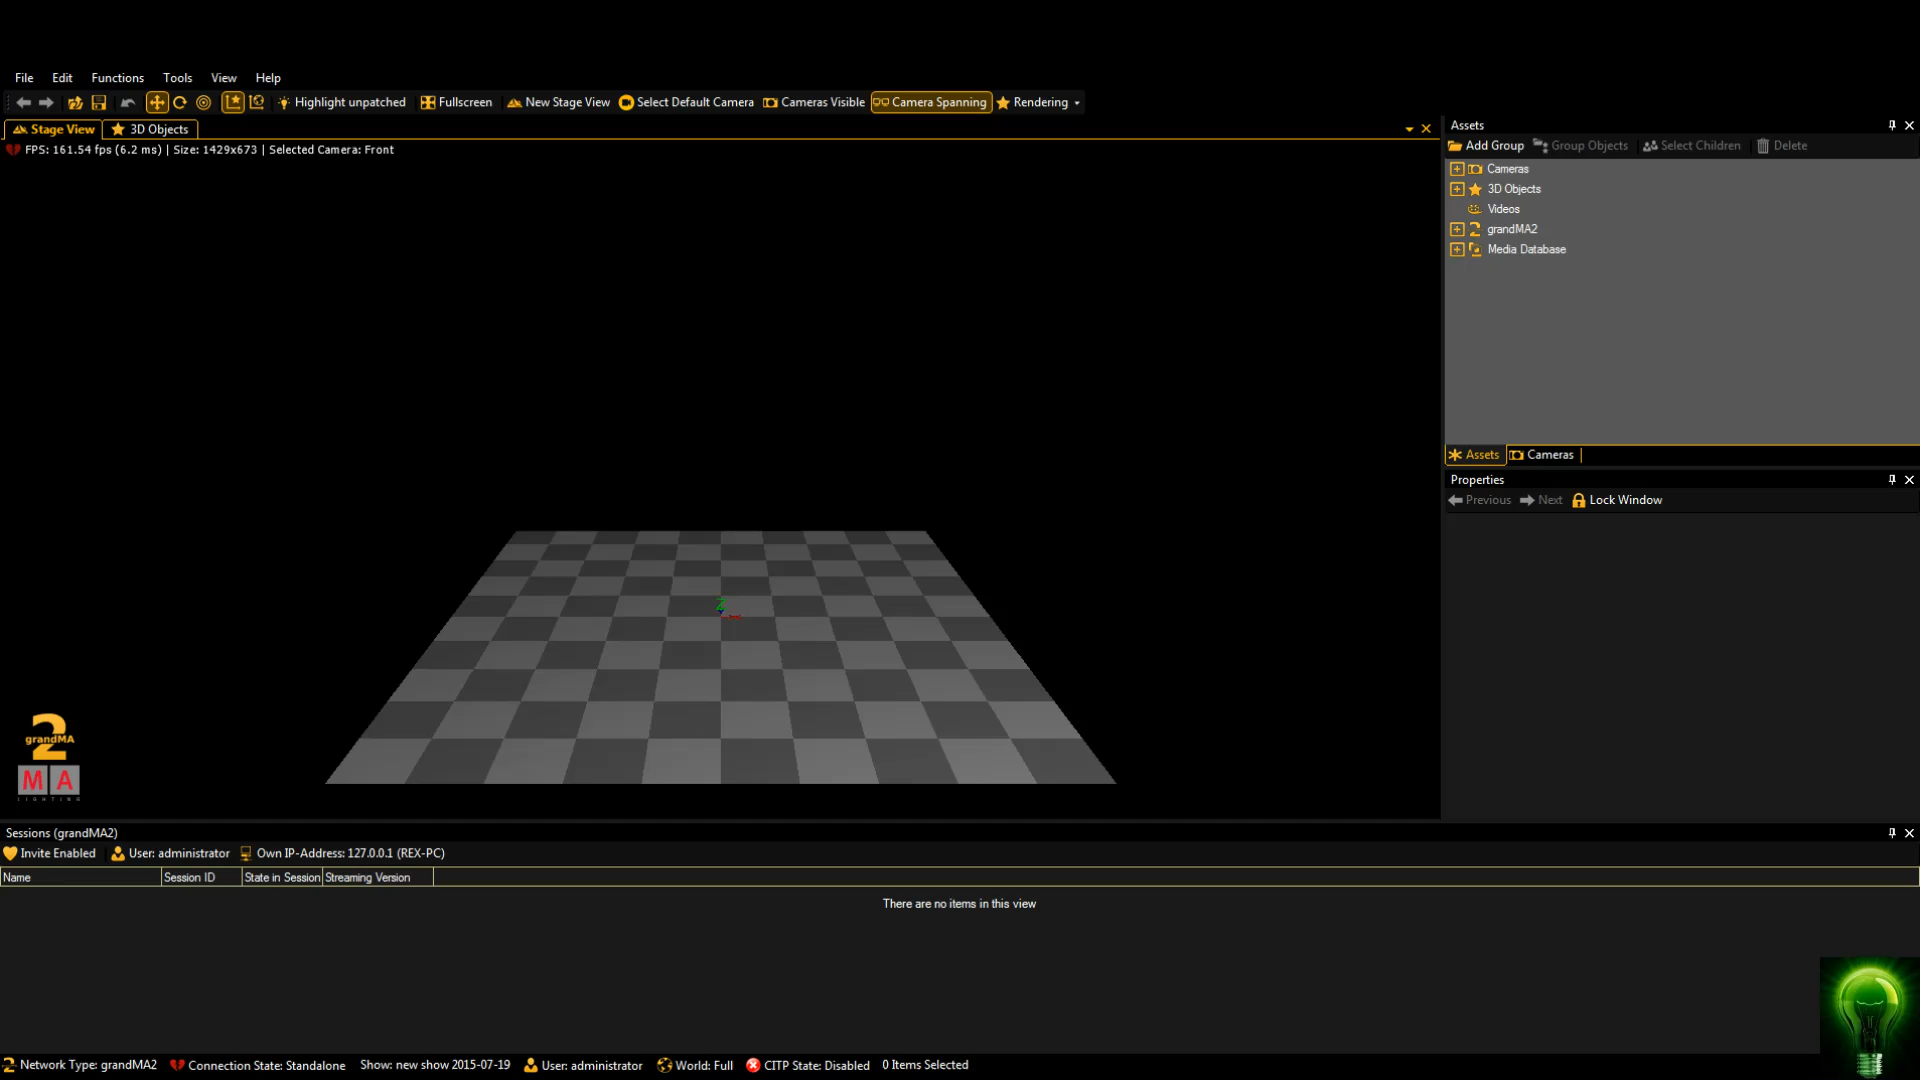 File Edit Functions Tools View Help
Highlight unpatched Fullscreen New Stage View Select Default Camera Cameras Visible Camera Spanning Rendering
Stage View 3D Objects
FPS: 161.54 fps (6.2 ms) | Size: 1429x673 | Selected Camera: Front
Assets
Add Group Group Objects Select Children Delete
Cameras
3D Objects
Videos
grandMA2
Media Database
Assets Cameras
Properties
Previous Next Lock Window
2
grandMA
MA
LIGHTING
Sessions (grandMA2)
Invite Enabled User: administrator Own IP-Address: 127.0.0.1 (REX-PC)
Name Session ID State in Session Streaming Version
There are no items in this view
Network Type: grandMA2 Connection State: Standalone Show: new show 2015-07-19 User: administrator World: Full CITP State: Disabled 0 Items Selected